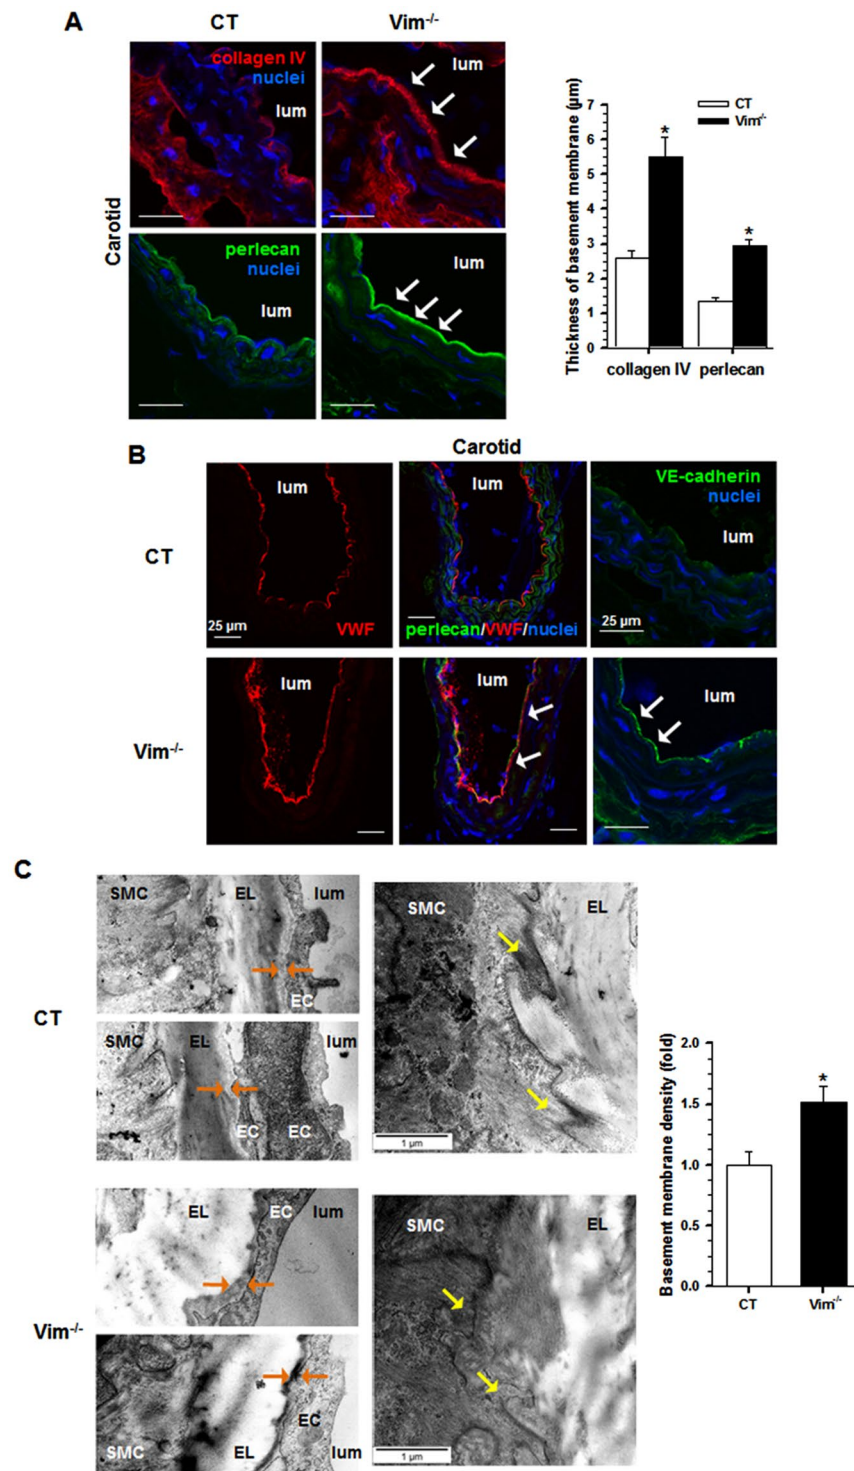 A
CT
Vim-/-
Carotid
collagen IV
nuclei
lum
lum
perlecan
nuclei
lum
lum
Thickness of basement membrane (µm)
7
6
5
4
3
2
1
0
CT
Vim-/-
*
*
collagen IV
perlecan
B
Carotid
CT
lum
25 µm
VWF
lum
perlecan/VWF/nuclei
VE-cadherin
nuclei
lum
25 µm
Vim-/-
lum
lum
lum
C
CT
SMC
EL
lum
EC
SMC
EL
lum
EC
EC
SMC
EL
1 µm
Vim-/-
EL
EC
lum
SMC
EL
EC
lum
SMC
EL
1 µm
Basement membrane density (fold)
2.0
1.5
1.0
0.5
0.0
*
CT
Vim-/-